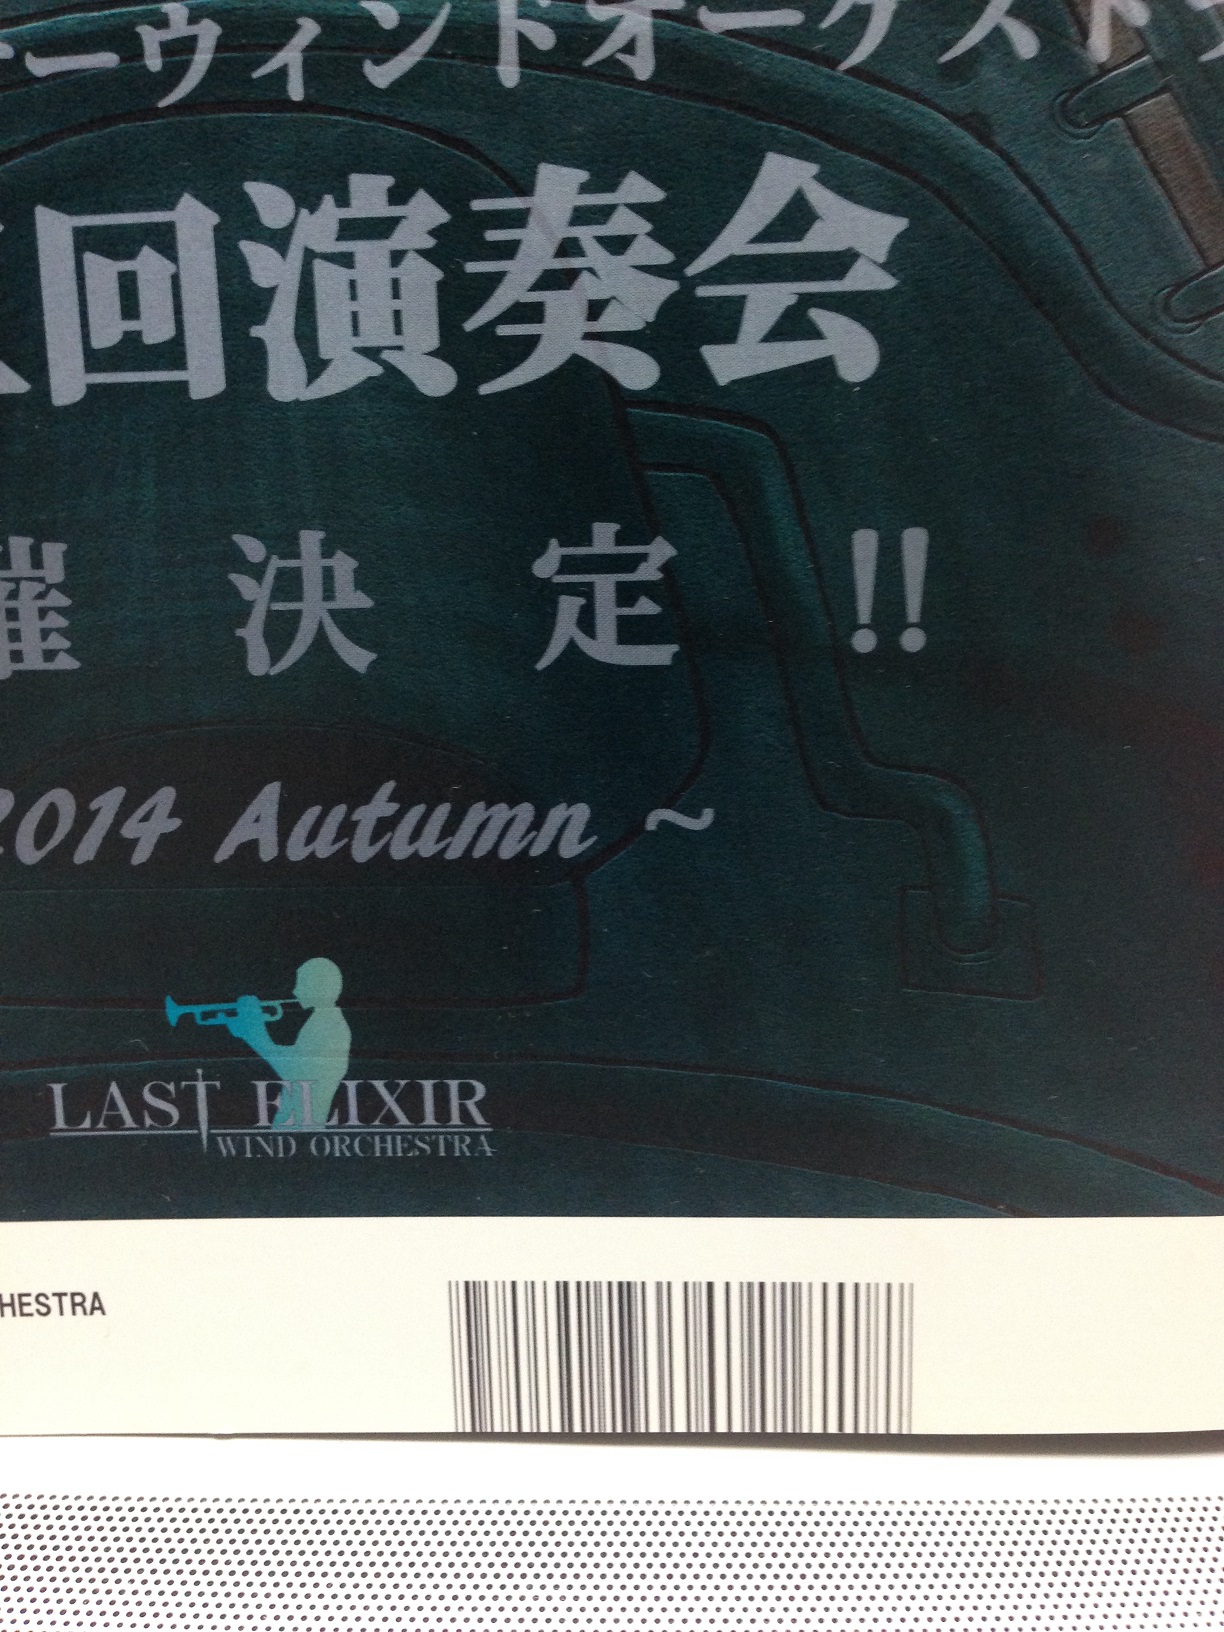 ーウィンドオーケスト
回演奏会
催決定!!
2014 Autumn ~
LAST ELIXIR
WIND ORCHESTRA
HESTRA